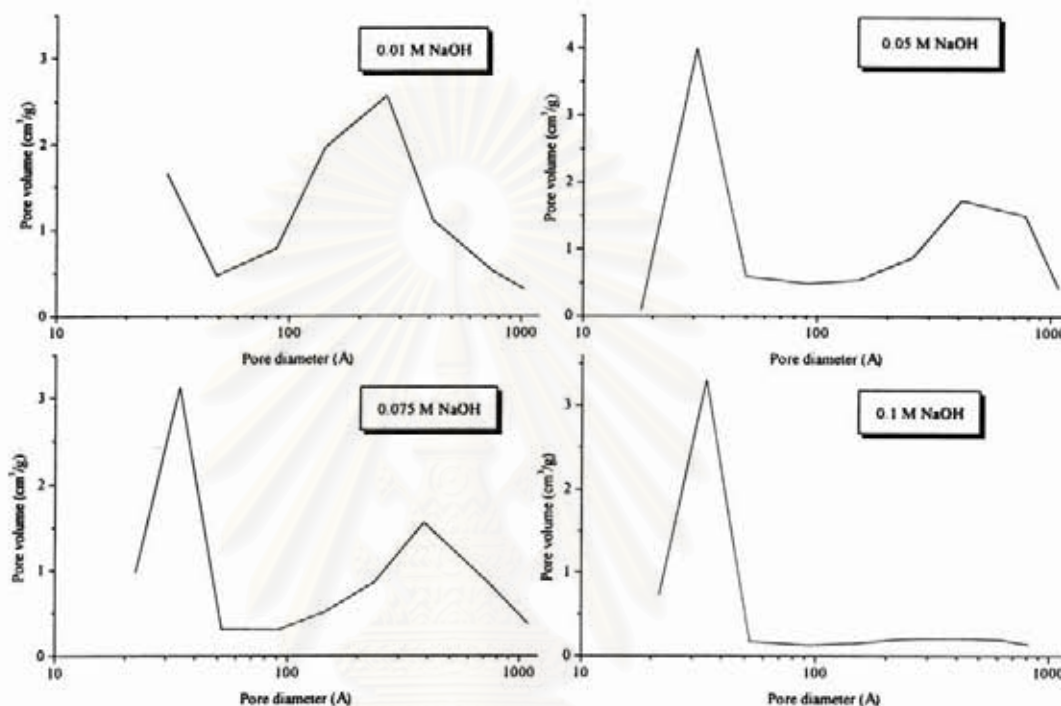 0.01 M NaOH
Pore volume (cm³/g)
3
2
1
0
10
100
1000
Pore diameter (Å)
0.05 M NaOH
Pore volume (cm³/g)
4
3
2
1
0
10
100
1000
Pore diameter (Å)
0.075 M NaOH
Pore volume (cm³/g)
3
2
1
0
10
100
1000
Pore diameter (Å)
0.1 M NaOH
Pore volume (cm³/g)
3
2
1
0
10
100
1000
Pore diameter (Å)